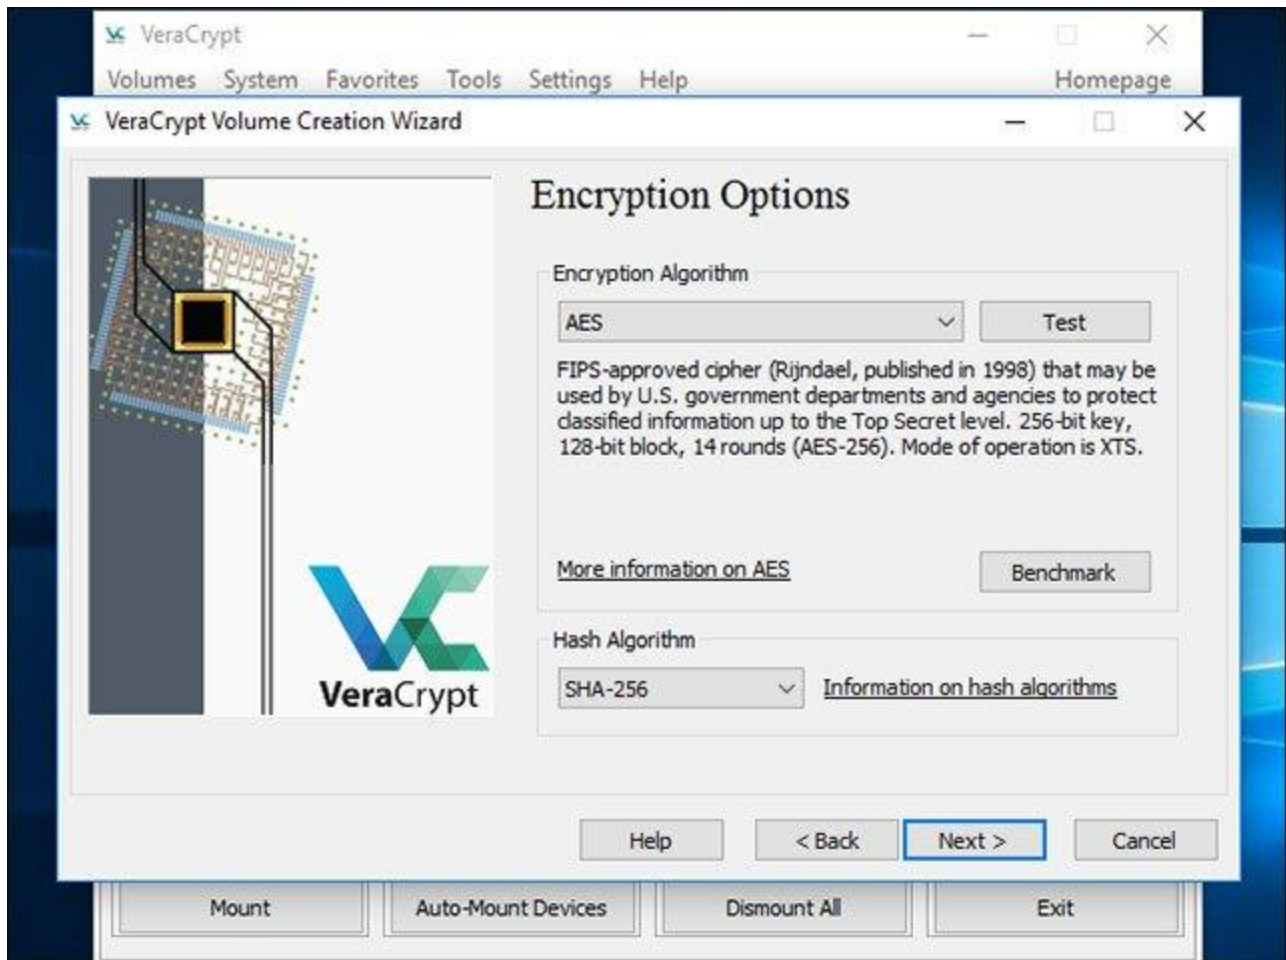 VeraCrypt
Volumes System Favorites Tools Settings Help Homepage
VeraCrypt Volume Creation Wizard
Encryption Options
Encryption Algorithm
AES Test
FIPS-approved cipher (Rijndael, published in 1998) that may be
used by U.S. government departments and agencies to protect
classified information up to the Top Secret level. 256-bit key,
128-bit block, 14 rounds (AES-256). Mode of operation is XTS.
More information on AES Benchmark
Hash Algorithm
SHA-256 Information on hash algorithms
VeraCrypt
Help < Back Next > Cancel
Mount Auto-Mount Devices Dismount All Exit